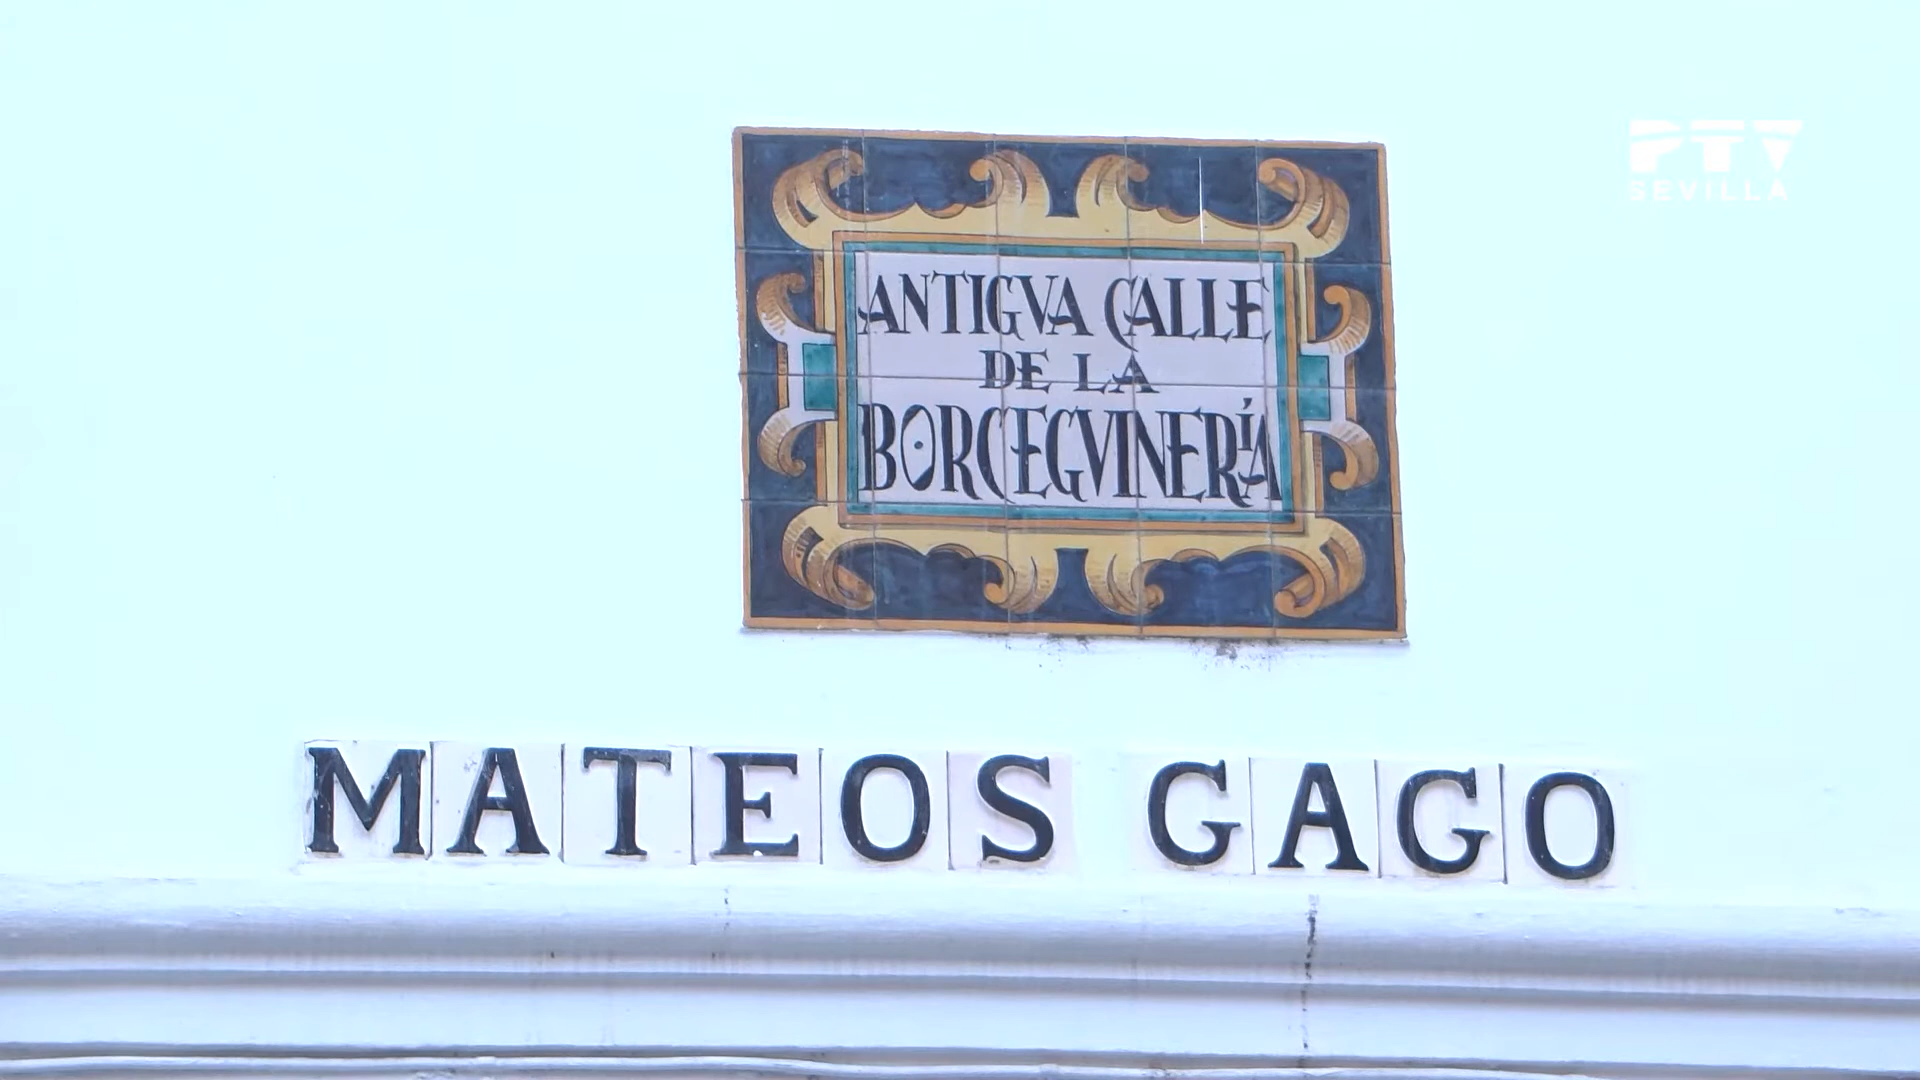 PTV
SEVILLA
ANTIGVA CALLE
DE LA
BORCEGVINERíA
MATEOS GAGO